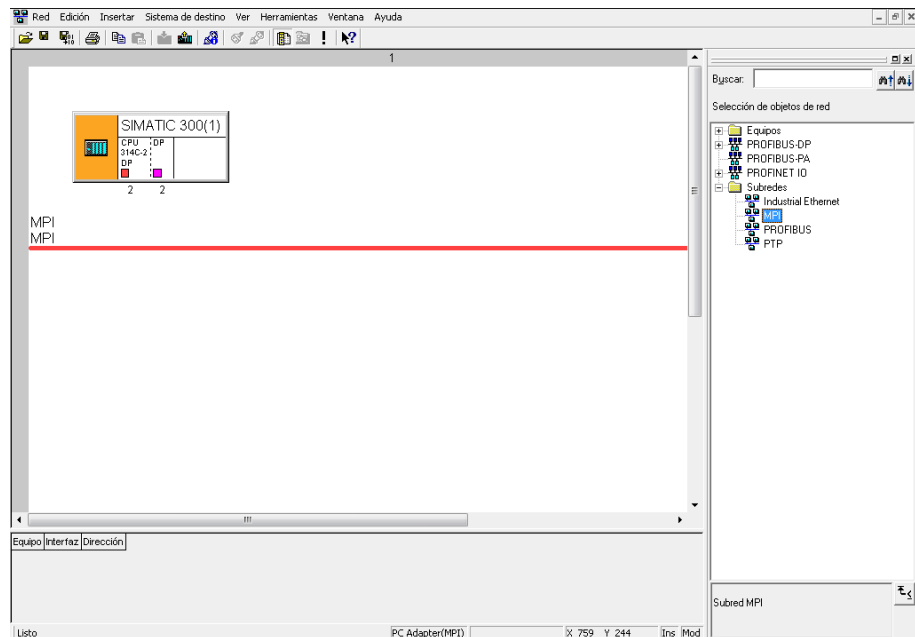 Red Edición Insertar Sistema de destino Ver Herramientas Ventana Ayuda
1
SIMATIC 300(1)
CPU DP
314C-2
DP
2 2
MPI
MPI
Buscar:
Selección de objetos de red
Equipos
PROFIBUS-DP
PROFIBUS-PA
PROFINET IO
Subredes
Industrial Ethernet
MPI
PROFIBUS
PTP
Equipo Interfaz Dirección
Subred MPI
Listo PC Adapter(MPI) X 759 Y 244 Ins Mod